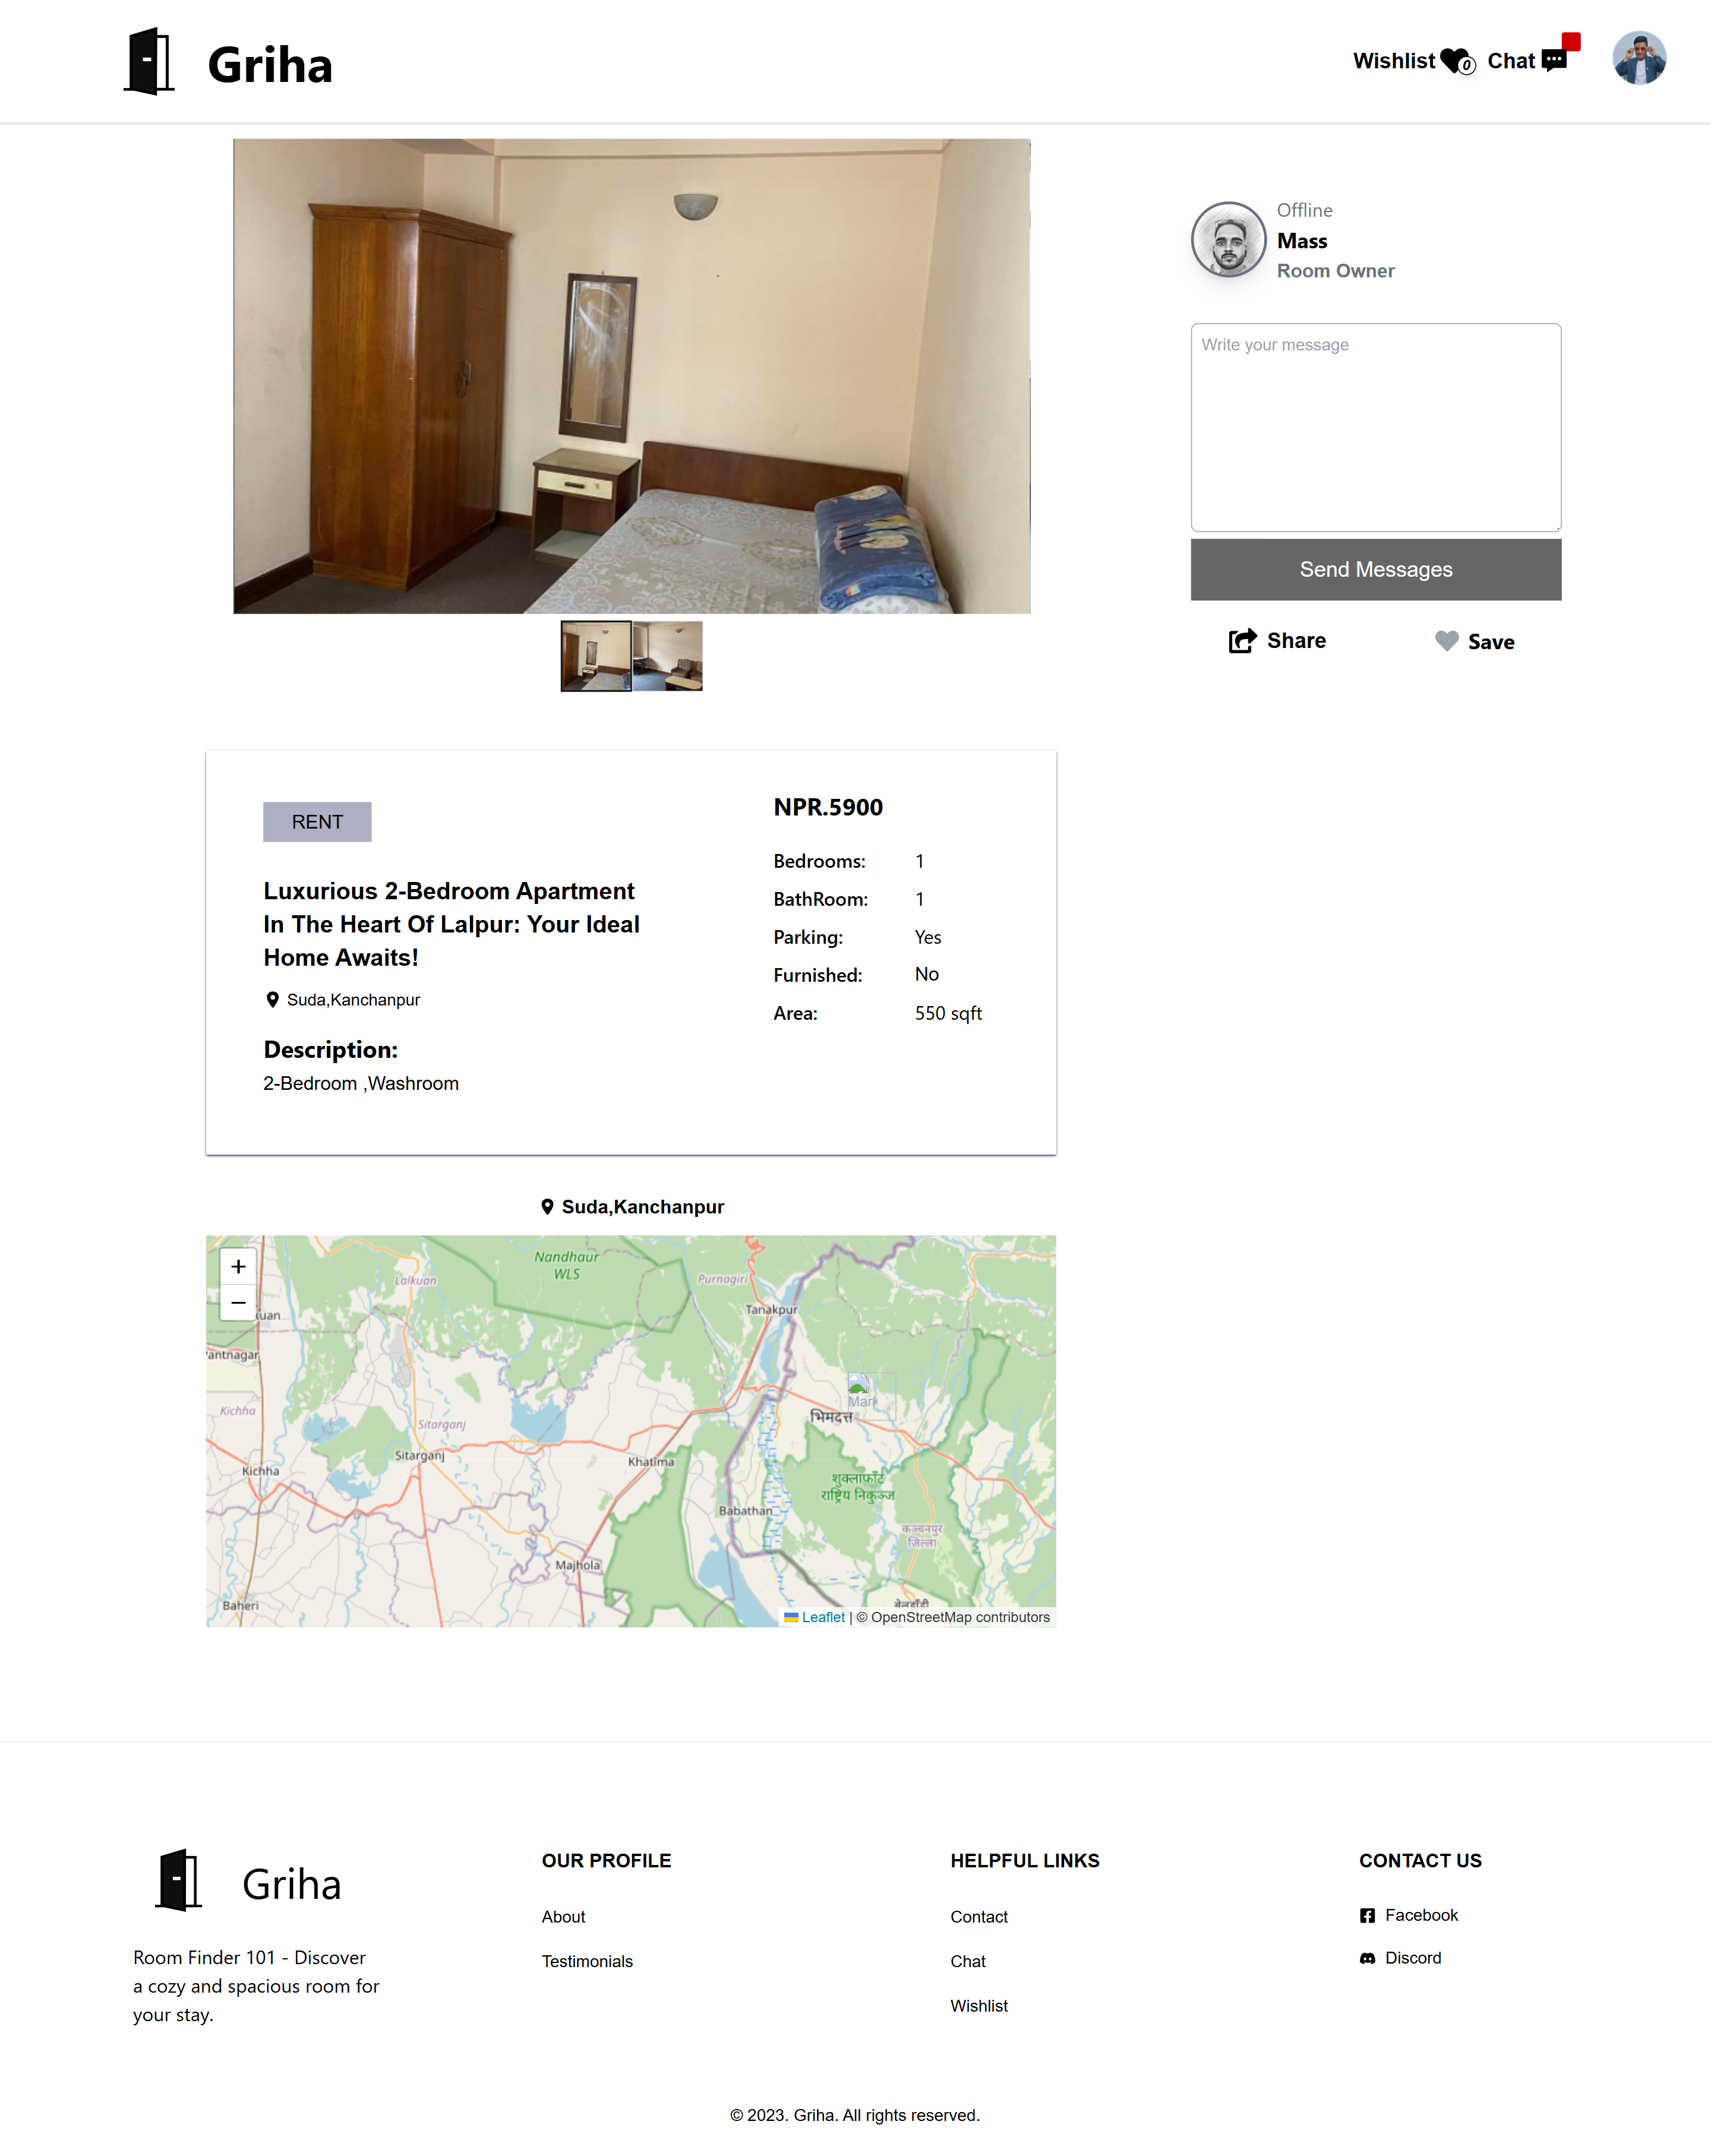 Griha
Wishlist 0 Chat
Offline
Mass
Room Owner
Write your message
Send Messages
Share
Save
RENT
Luxurious 2-Bedroom Apartment
In The Heart Of Lalpur: Your Ideal
Home Awaits!
Suda,Kanchanpur
Description:
2-Bedroom ,Washroom
NPR.5900
Bedrooms: 1
BathRoom: 1
Parking: Yes
Furnished: No
Area: 550 sqft
Suda,Kanchanpur
+
−
Nandhaur
WLS
Lalkuan
Purnagiri
Tanakpur
uan
antnagar
Mark
Kichha
भिमदत्त
Sitarganj
Sitarganj
Khatima
Kichha
शुक्लाफाँट
राष्ट्रिय निकुञ्ज
Babathan
कञ्चनपुर
जिल्ला
Majhola
Baheri
Leaflet | © OpenStreetMap contributors
Griha
Room Finder 101 - Discover
a cozy and spacious room for
your stay.
OUR PROFILE
About
Testimonials
HELPFUL LINKS
Contact
Chat
Wishlist
CONTACT US
Facebook
Discord
© 2023. Griha. All rights reserved.